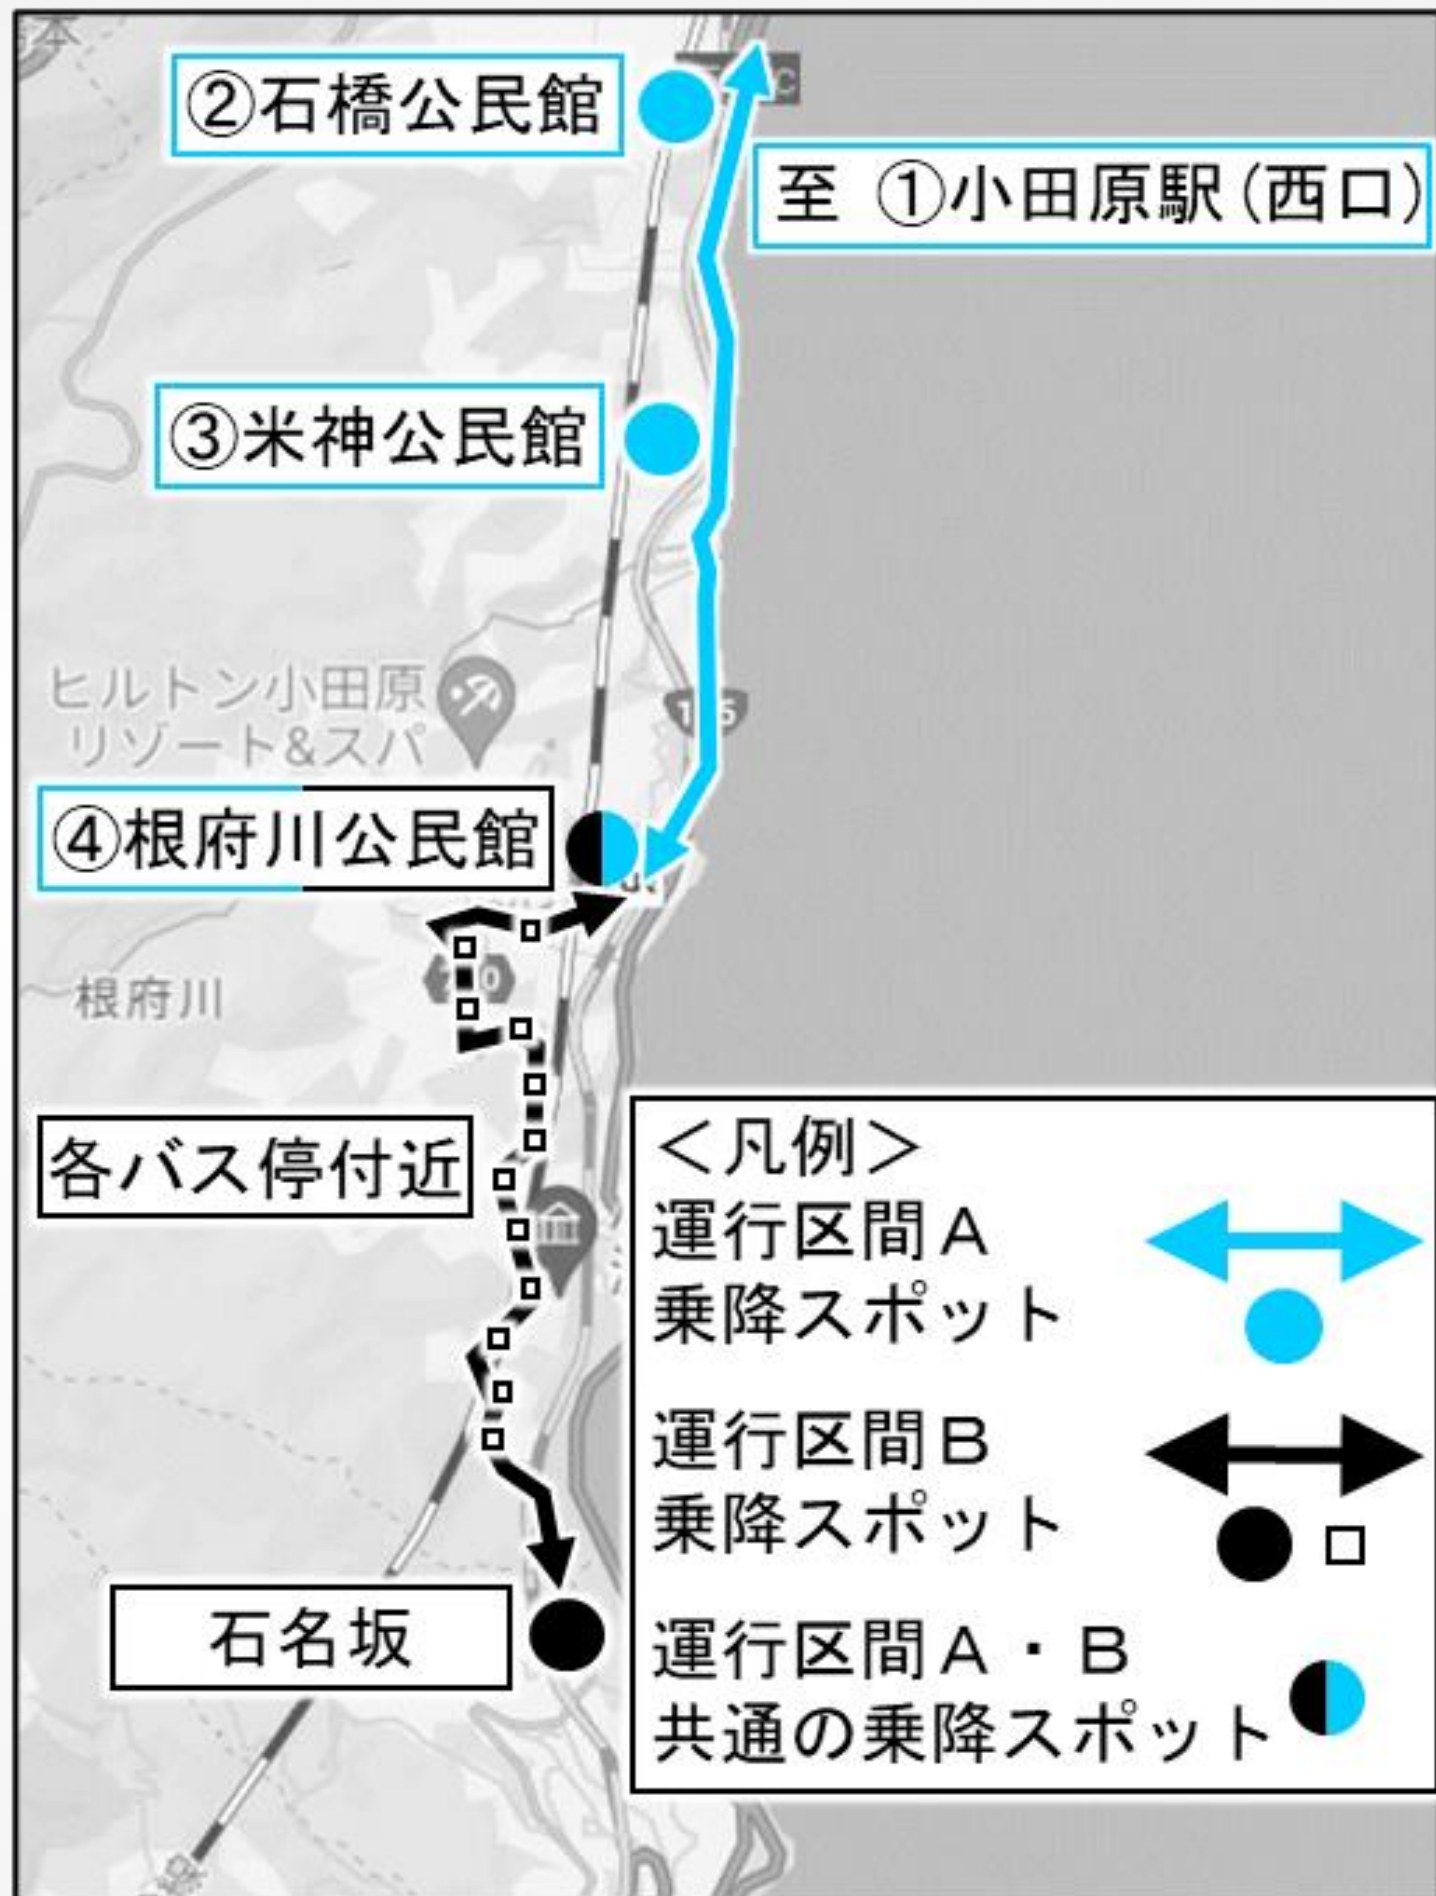 ②石橋公民館
至 ①小田原駅(西口)
③米神公民館
ヒルトン小田原
リゾート&スパ
④根府川公民館
根府川
各バス停付近
石名坂
＜凡例＞
運行区間A
乗降スポット
運行区間B
乗降スポット
運行区間A・B
共通の乗降スポット